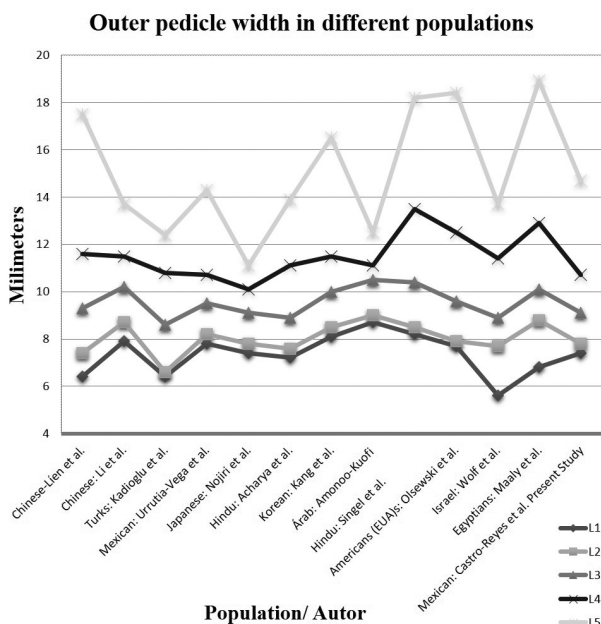 Outer pedicle width in different populations
20
18
16
14
12
10
8
6
4
Milimeters
Chinese-Lien et al.
Chinese: Li et al.
Turks: Kadioglu et al.
Mexican: Urrutia-Vega et al.
Japanese: Nojiri et al.
Hindu: Acharya et al.
Korean: Kang et al.
Árab: Amonoo-Kuofi
Hindu: Singel et al.
Americans (EUA)s: Olsewski et al.
Israel: Wolf et al.
Egyptians: Maaly et al.
Mexican: Castro-Reyes et al. Present Study
Population/ Autor
L1
L2
L3
L4
L5